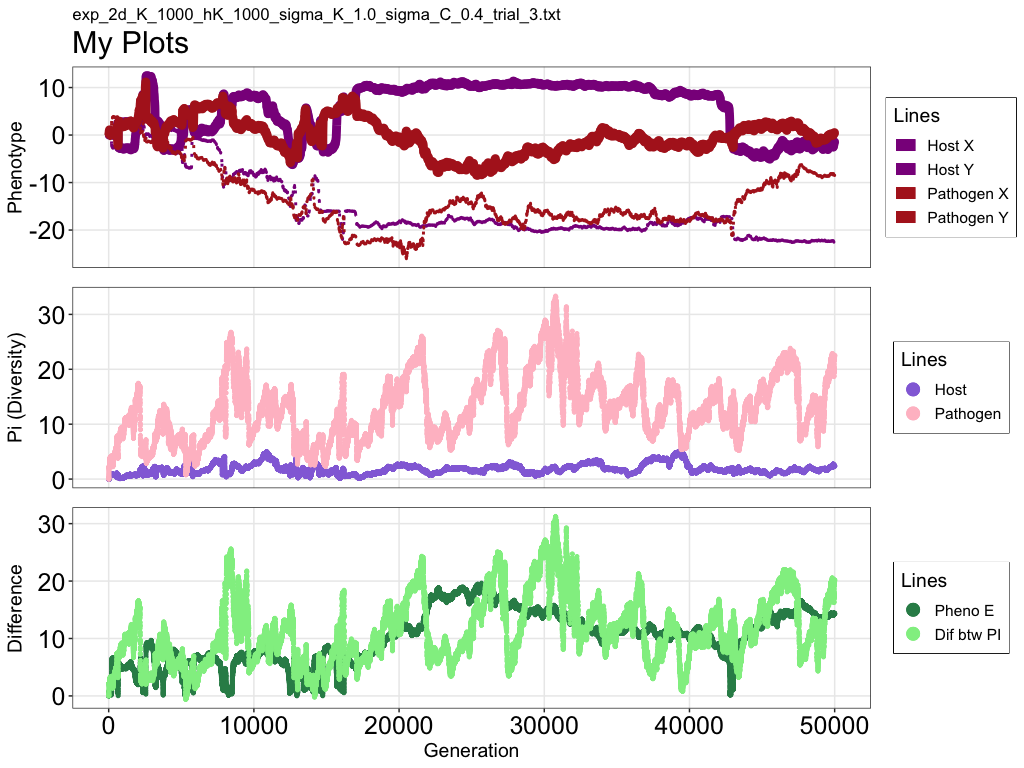 exp_2d_K_1000_hK_1000_sigma_K_1.0_sigma_C_0.4_trial_3.txt
My Plots
Phenotype
10
0
-10
-20
Lines
Host X
Host Y
Pathogen X
Pathogen Y
Pi (Diversity)
30
20
10
0
Lines
Host
Pathogen
Difference
30
20
10
0
Lines
Pheno E
Dif btw PI
0 10000 20000 30000 40000 50000
Generation